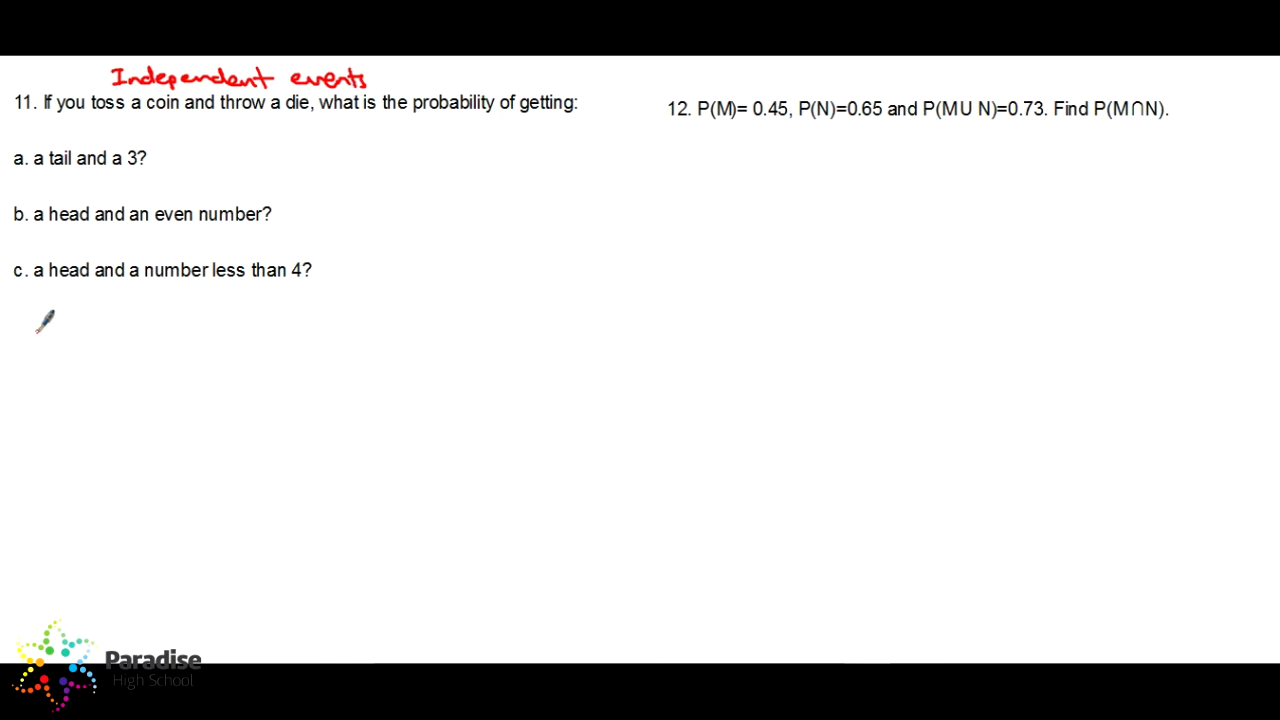 Independent events
11. If you toss a coin and throw a die, what is the probability of getting:
a. a tail and a 3?
b. a head and an even number?
c. a head and a number less than 4?
12. P(M)= 0.45, P(N)=0.65 and P(M∪ N)=0.73. Find P(M∩N).
Paradise
High School